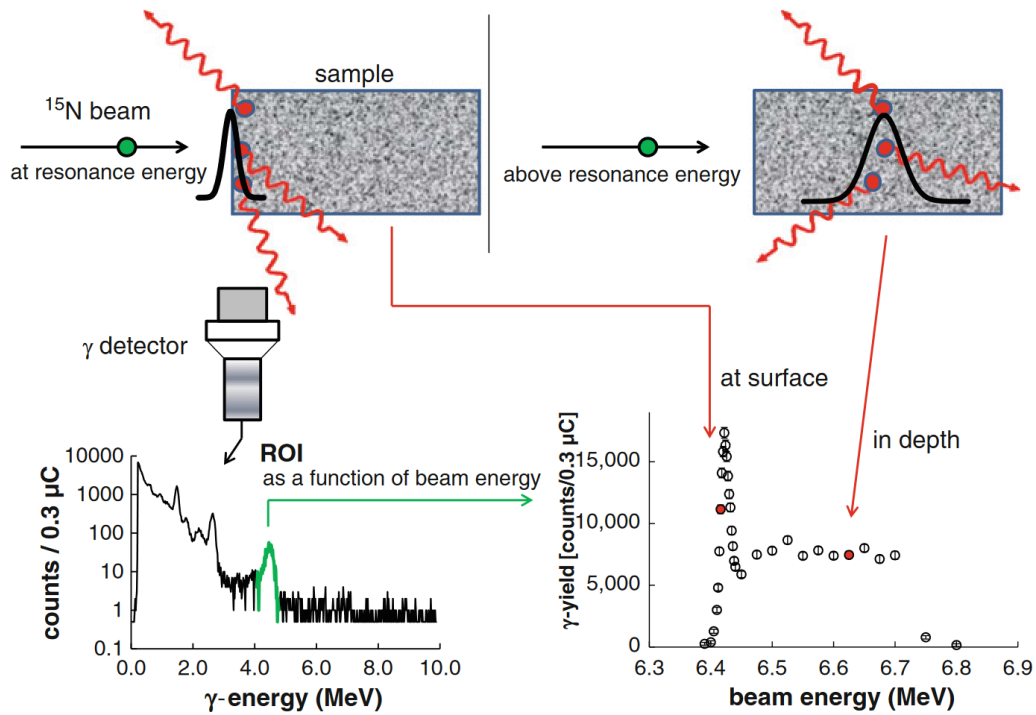 sample
¹⁵N beam
at resonance energy
above resonance energy
γ detector
at surface
in depth
ROI
as a function of beam energy
counts / 0.3 µC
10000
1000
100
10
1
0.1
0.0 2.0 4.0 6.0 8.0 10.0
γ-energy (MeV)
γ-yield [counts/0.3 µC]
15,000
10,000
5,000
0
6.3 6.4 6.5 6.6 6.7 6.8 6.9
beam energy (MeV)